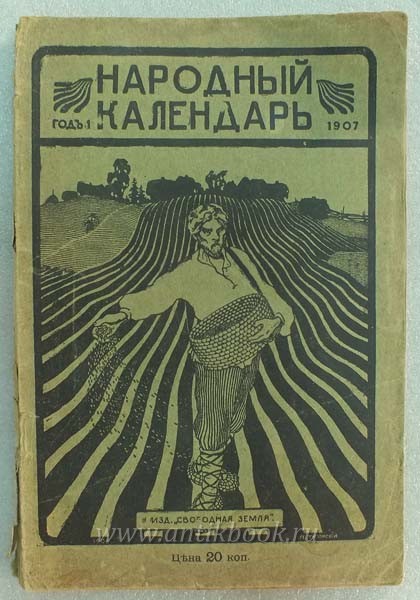 НАРОДНЫЙ
КАЛЕНДАРЬ
ГОДЪ 1
1907
ИЗД. „СВОБОДНАЯ ЗЕМЛЯ".
www.antikbook.ru
Цѣна 20 коп.